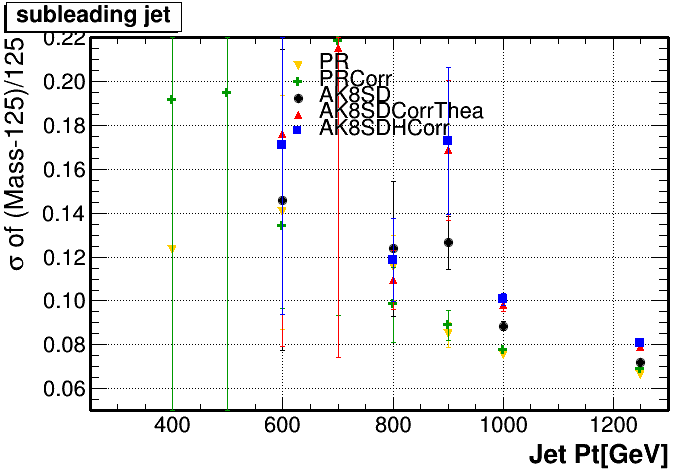 subleading jet
σ of (Mass-125)/125
0.22
0.20
0.18
0.16
0.14
0.12
0.10
0.08
0.06
PR
PRCorr
AK8SD
AK8SDCorrThea
AK8SDHCorr
400 600 800 1000 1200
Jet Pt[GeV]